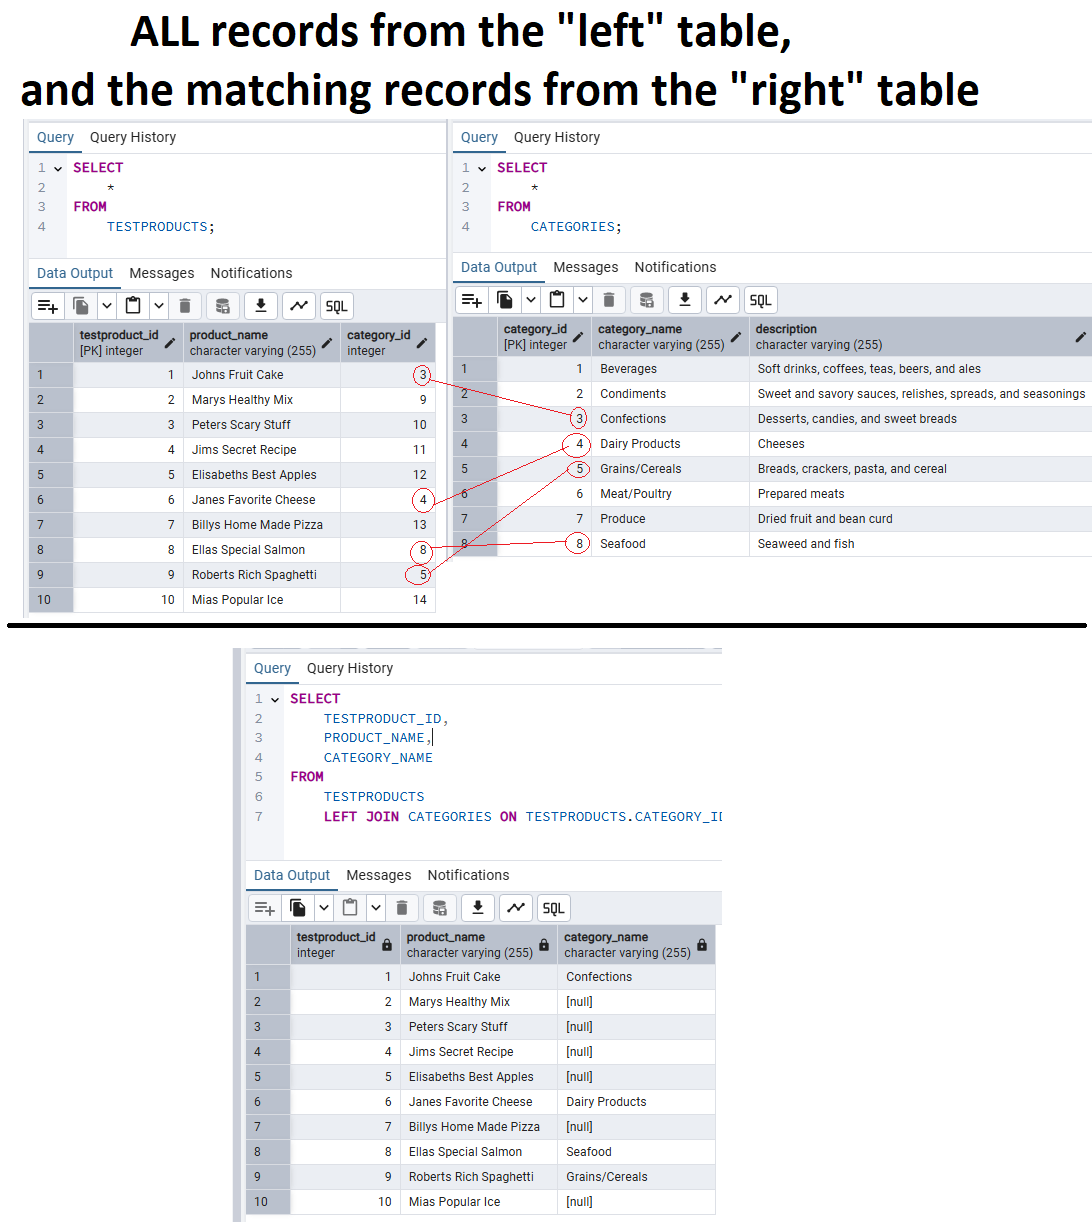 ALL records from the "left" table,
and the matching records from the "right" table
Query Query History
1 SELECT
2 *
3 FROM
4 TESTPRODUCTS;
Data Output Messages Notifications
SQL
testproduct_id product_name category_id
[PK] integer character varying (255) integer
1 1 Johns Fruit Cake 3
2 2 Marys Healthy Mix 9
3 3 Peters Scary Stuff 10
4 4 Jims Secret Recipe 11
5 5 Elisabeths Best Apples 12
6 6 Janes Favorite Cheese 4
7 7 Billys Home Made Pizza 13
8 8 Ellas Special Salmon 8
9 9 Roberts Rich Spaghetti 5
10 10 Mias Popular Ice 14
Query Query History
1 SELECT
2 *
3 FROM
4 CATEGORIES;
Data Output Messages Notifications
SQL
category_id category_name description
[PK] integer character varying (255) character varying (255)
1 1 Beverages Soft drinks, coffees, teas, beers, and ales
2 2 Condiments Sweet and savory sauces, relishes, spreads, and seasonings
3 3 Confections Desserts, candies, and sweet breads
4 4 Dairy Products Cheeses
5 5 Grains/Cereals Breads, crackers, pasta, and cereal
6 6 Meat/Poultry Prepared meats
7 7 Produce Dried fruit and bean curd
8 8 Seafood Seaweed and fish
Query Query History
1 SELECT
2 TESTPRODUCT_ID,
3 PRODUCT_NAME,
4 CATEGORY_NAME
5 FROM
6 TESTPRODUCTS
7 LEFT JOIN CATEGORIES ON TESTPRODUCTS.CATEGORY_ID
Data Output Messages Notifications
SQL
testproduct_id product_name category_name
integer character varying (255) character varying (255)
1 1 Johns Fruit Cake Confections
2 2 Marys Healthy Mix [null]
3 3 Peters Scary Stuff [null]
4 4 Jims Secret Recipe [null]
5 5 Elisabeths Best Apples [null]
6 6 Janes Favorite Cheese Dairy Products
7 7 Billys Home Made Pizza [null]
8 8 Ellas Special Salmon Seafood
9 9 Roberts Rich Spaghetti Grains/Cereals
10 10 Mias Popular Ice [null]